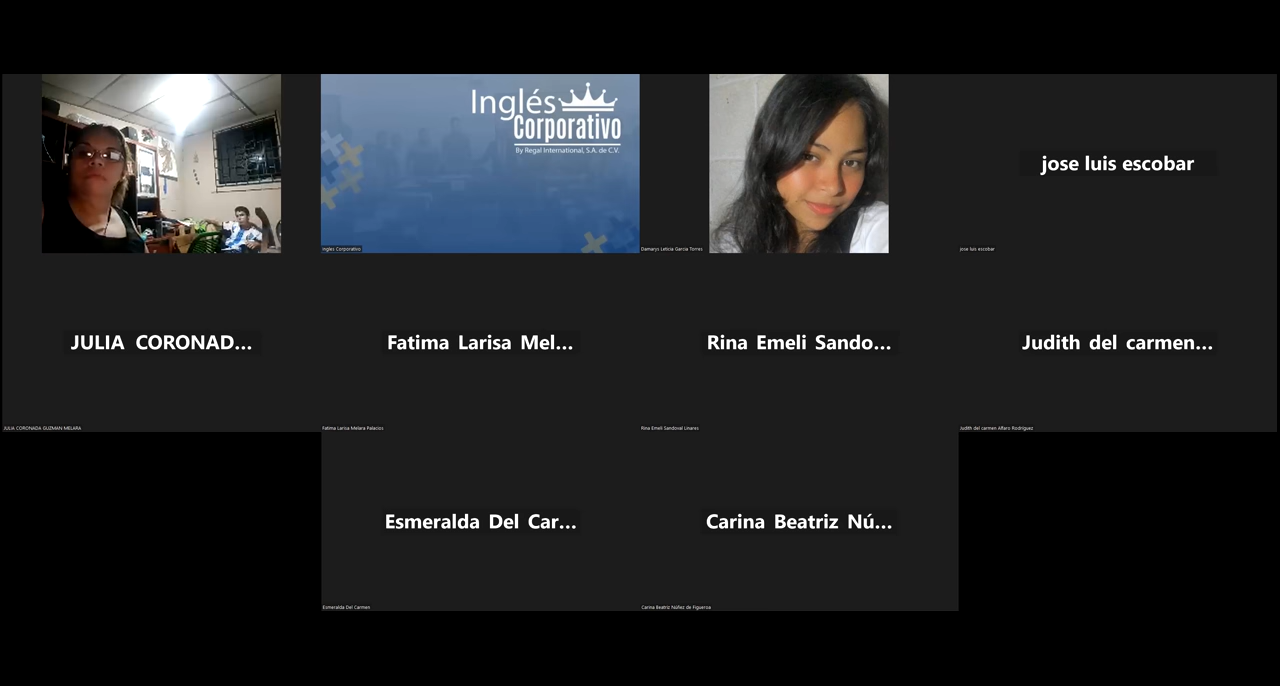 Inglés
Corporativo
By Regal International, S.A. de C.V.
Ingles Corporativo
Damarys Leticia Garcia Torres
jose luis escobar
jose luis escobar
JULIA CORONAD...
JULIA CORONADA GUZMAN MELARA
Fatima Larisa Mel...
Fatima Larisa Melara Palacios
Rina Emeli Sando...
Rina Emeli Sandoval Linares
Judith del carmen...
Judith del carmen Alfaro Rodríguez
Esmeralda Del Car...
Esmeralda Del Carmen
Carina Beatriz Nú...
Carina Beatriz Núñez de Figueroa